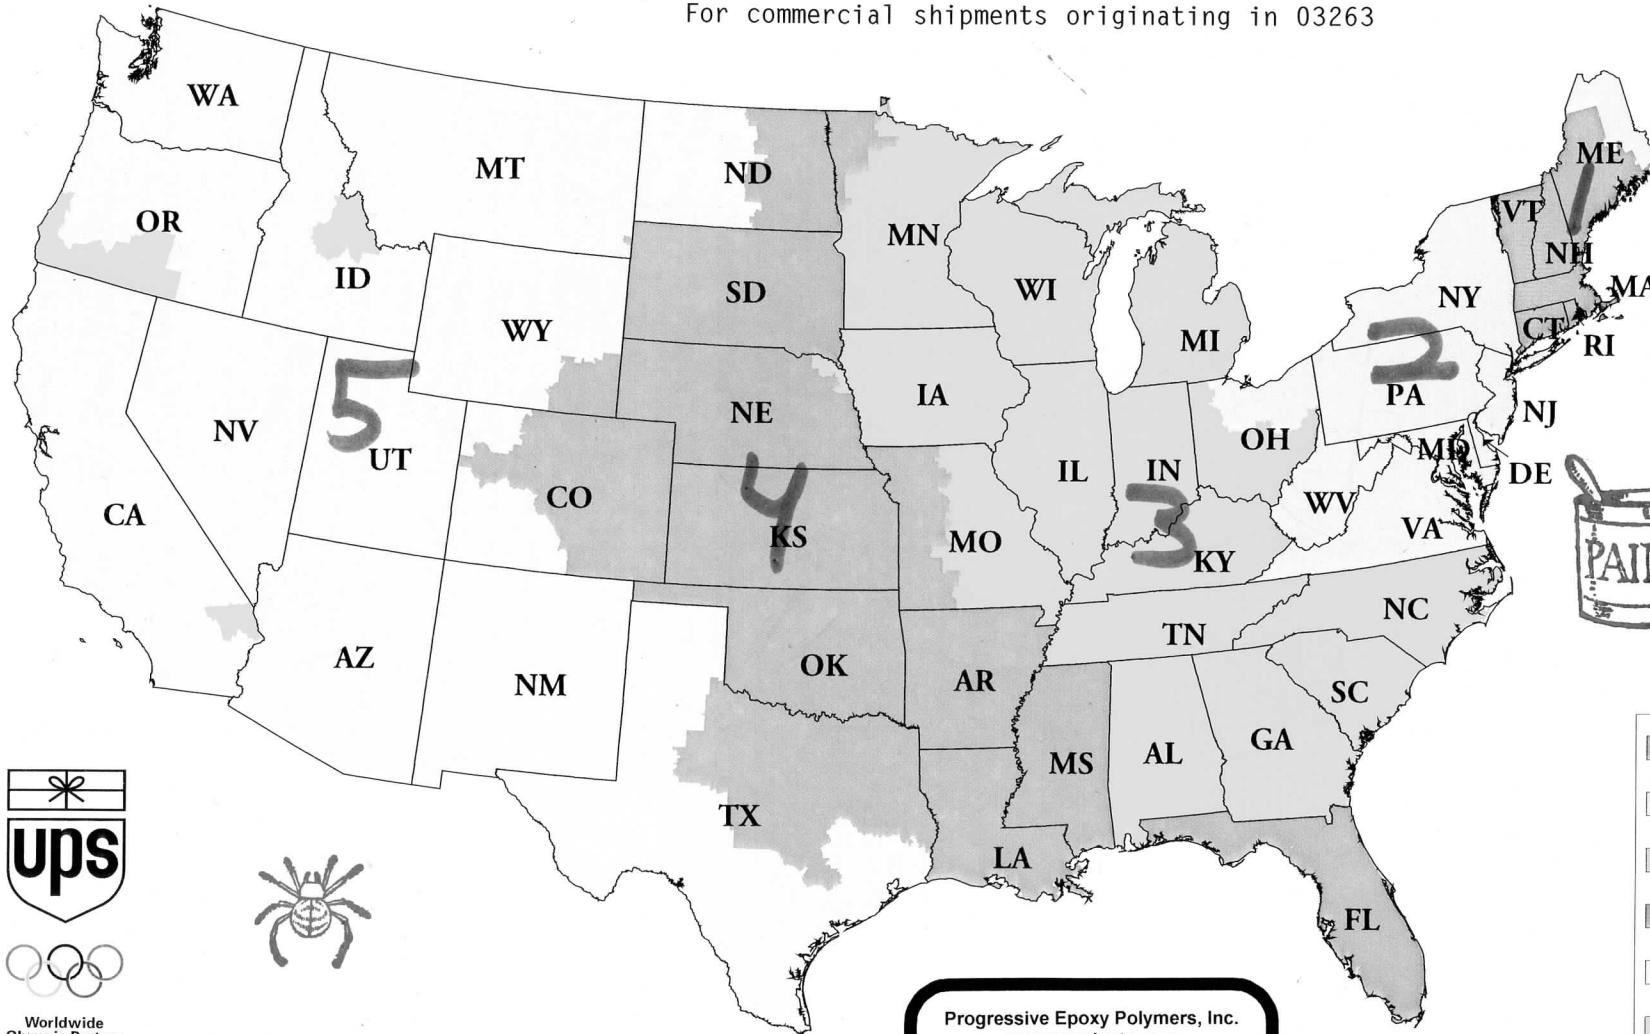 For commercial shipments originating in 03263
WA
MT
ND
OR
ID
MN
ME
1
VT
NH
WY
SD
WI
MI
NY
MA
CT
RI
2
5
NV
UT
NE
IA
PA
NJ
OH
MD
DE
CA
CO
4
KS
IL
IN
MO
3
KY
WV
VA
AZ
NM
OK
AR
TN
NC
SC
TX
MS
AL
GA
LA
FL
ups
Worldwide
Progressive Epoxy Polymers, Inc.